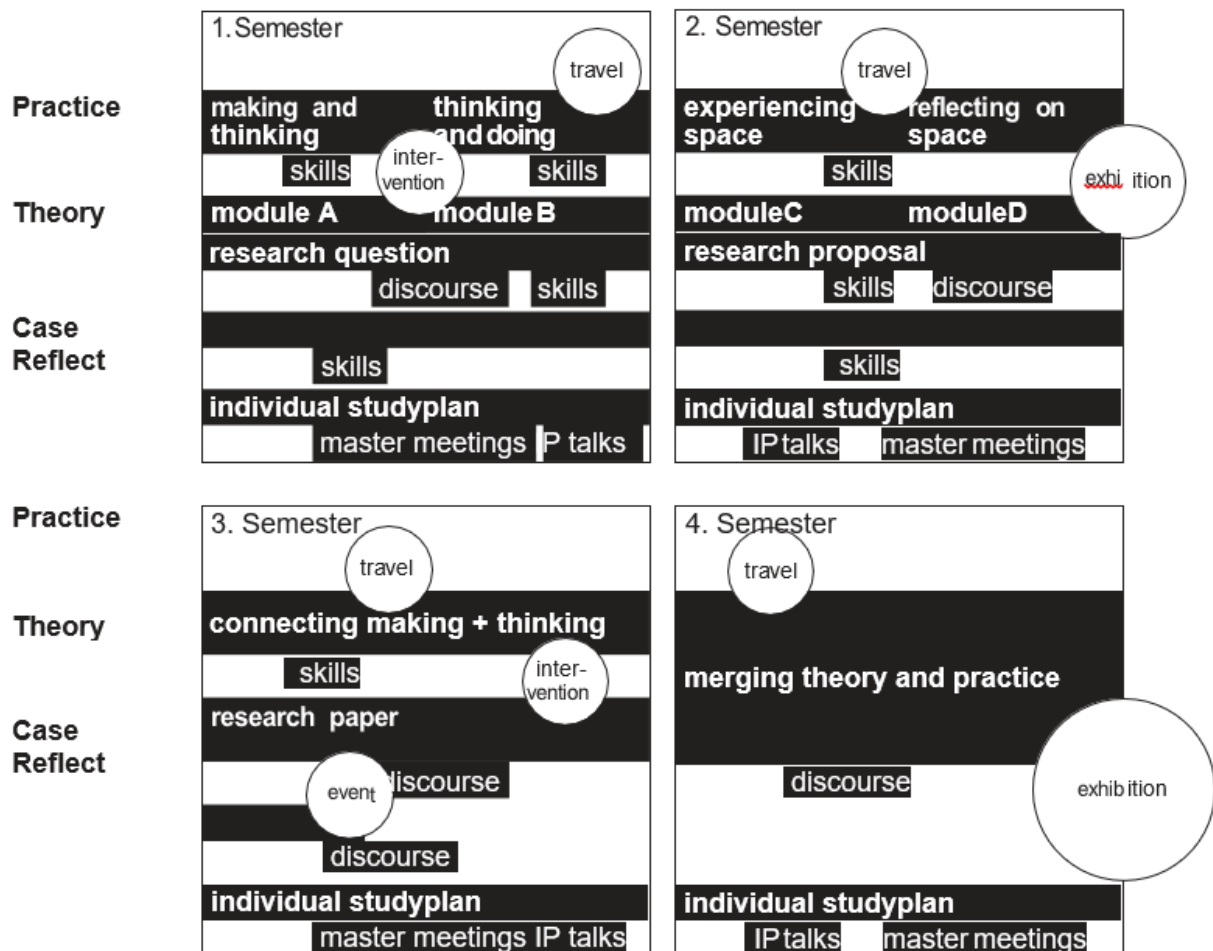 1. Semester
travel
Practice
making and thinking
thinking and doing
skills
inter-
vention
skills
Theory
module A
module B
research question
discourse
skills
Case
Reflect
skills
individual studyplan
master meetings
IP talks
2. Semester
travel
experiencing space
reflecting on space
skills
exhi ition
moduleC
moduleD
research proposal
skills
discourse
skills
individual studyplan
IP talks
master meetings
Practice
3. Semester
travel
Theory
connecting making + thinking
skills
inter-
vention
research paper
Case
Reflect
event
discourse
discourse
individual studyplan
master meetings IP talks
4. Semester
travel
merging theory and practice
discourse
exhibition
individual studyplan
IP talks
master meetings